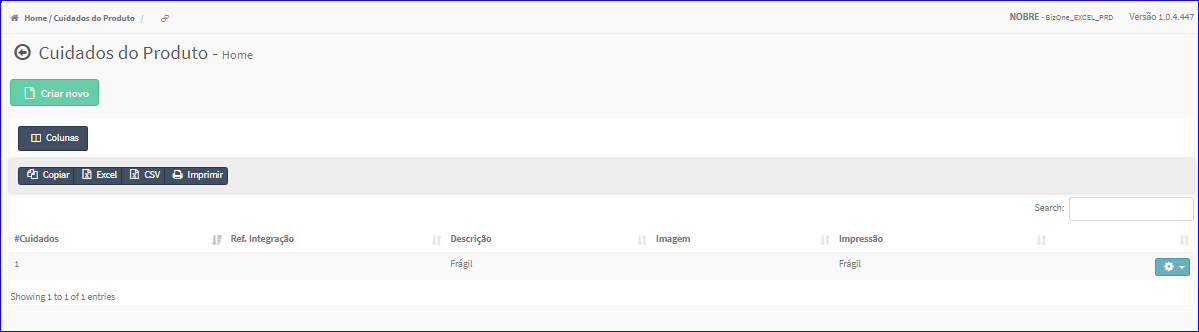 Home / Cuidados do Produto / NOBRE - BizOne_EXCEL_PRD Versão 1.0.4.447
Cuidados do Produto - Home
Criar novo
Colunas
Copiar Excel CSV Imprimir
Search:
#Cuidados Ref. Integração Descrição Imagem Impressão
1 Frágil Frágil
Showing 1 to 1 of 1 entries